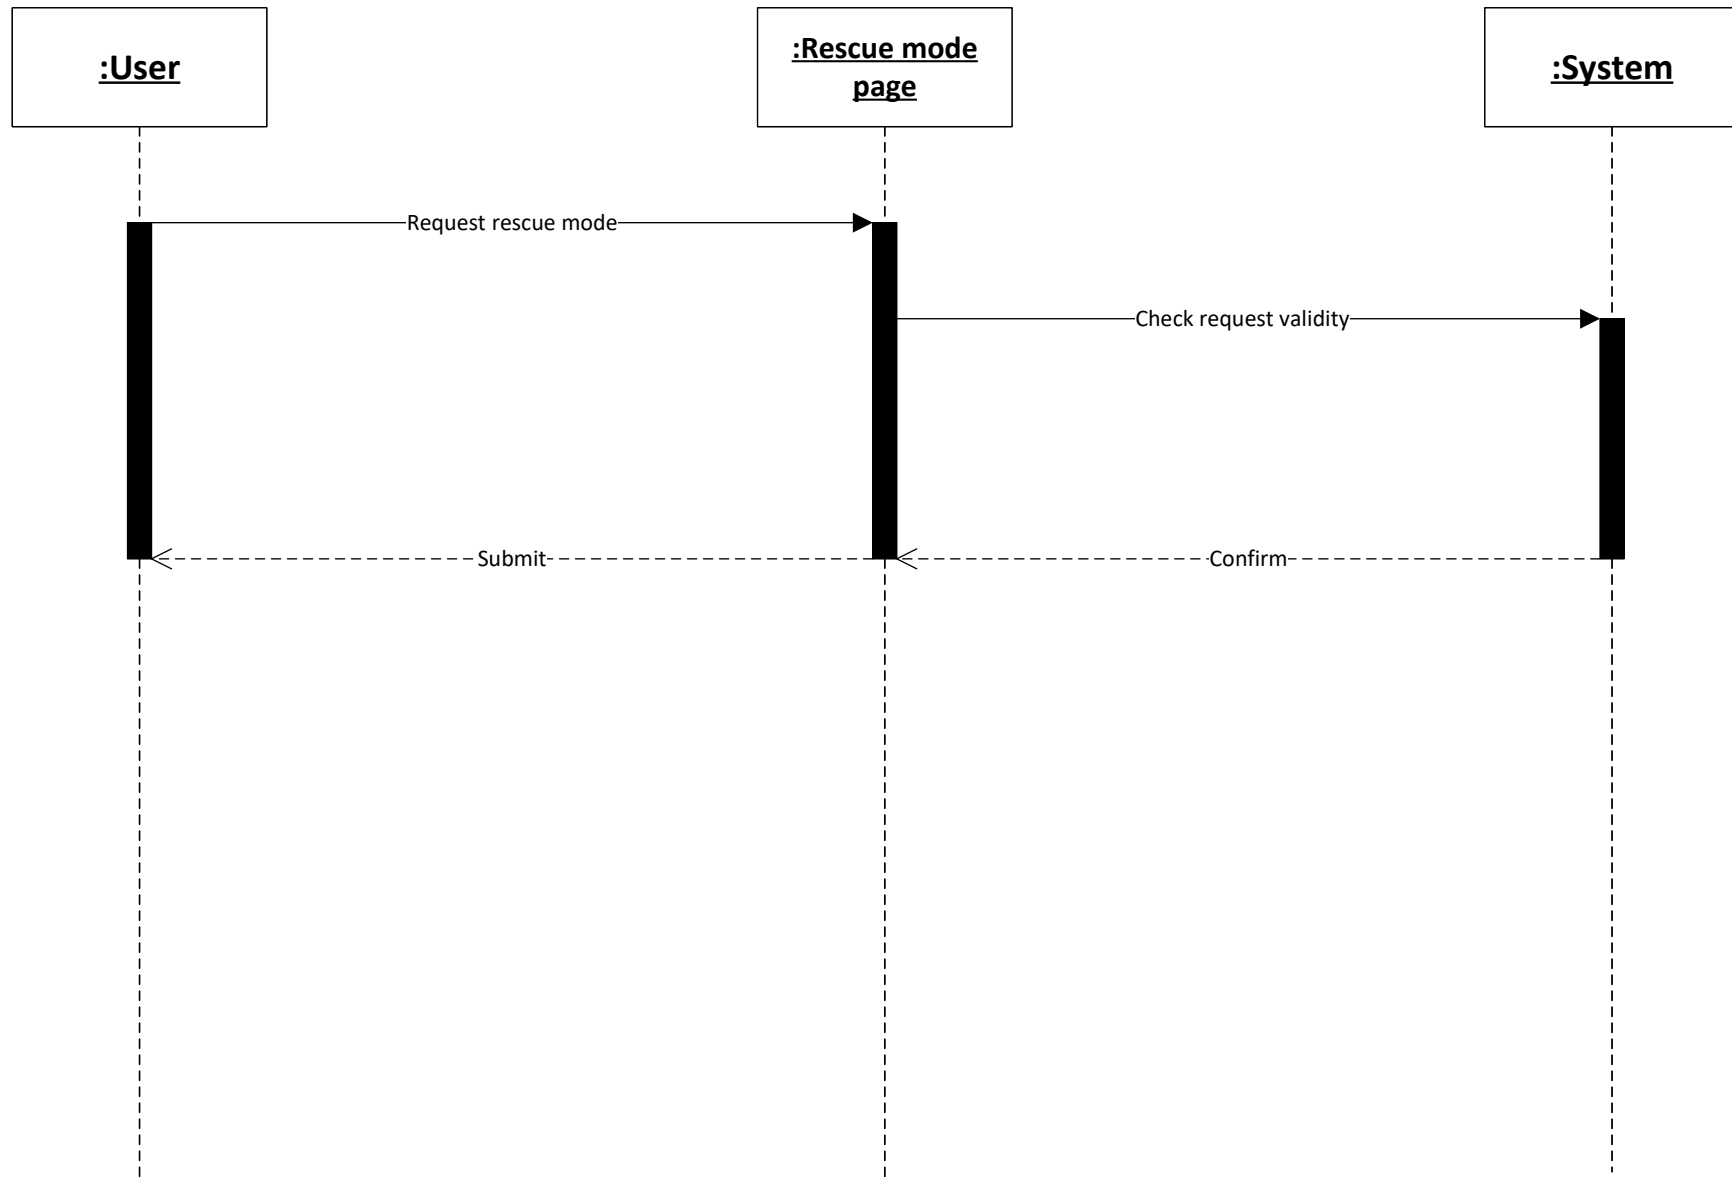 :User
:Rescue mode
page
:System
Request rescue mode
Check request validity
Submit
Confirm